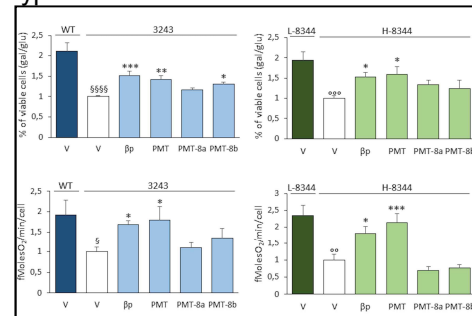 WT 3243
% of viable cells (gal/glu)
2,5
2
1,5
1
0,5
0
§§§§ *** ** *
V V βp PMT PMT-8a PMT-8b
L-8344 H-8344
% of viable cells (gal/glu)
2,5
2
1,5
1
0,5
0
°°° * *
V V βp PMT PMT-8a PMT-8b
WT 3243
fMolesO₂/min/cell
2,5
2
1,5
1
0,5
0
§ * *
V V βp PMT PMT-8a PMT-8b
L-8344 H-8344
fMolesO₂/min/cell
3
2,5
2
1,5
1
0,5
0
°° * ***
V V βp PMT PMT-8a PMT-8b